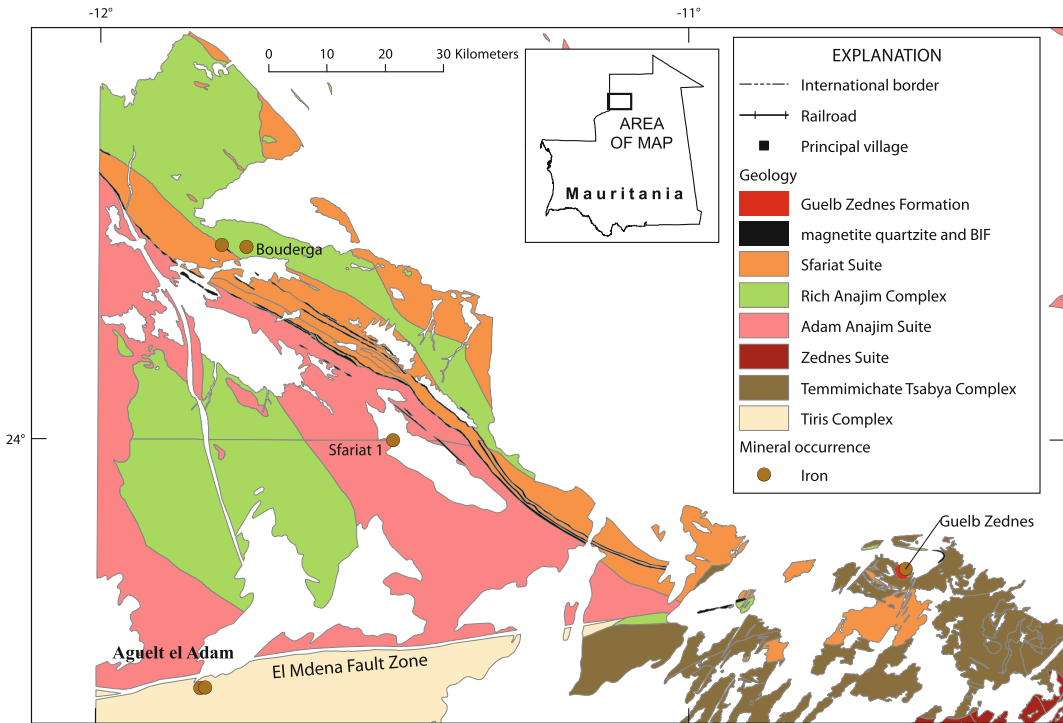 -12°
-11°
0 10 20 30 Kilometers
AREA
OF MAP
Mauritania
EXPLANATION
International border
Railroad
Principal village
Geology
Guelb Zednes Formation
magnetite quartzite and BIF
Sfariat Suite
Rich Anajim Complex
Adam Anajim Suite
Zednes Suite
Temmimichate Tsabya Complex
Tiris Complex
Mineral occurrence
Iron
Bouderga
24°
Sfariat 1
Guelb Zednes
Aguelt el Adam
El Mdena Fault Zone